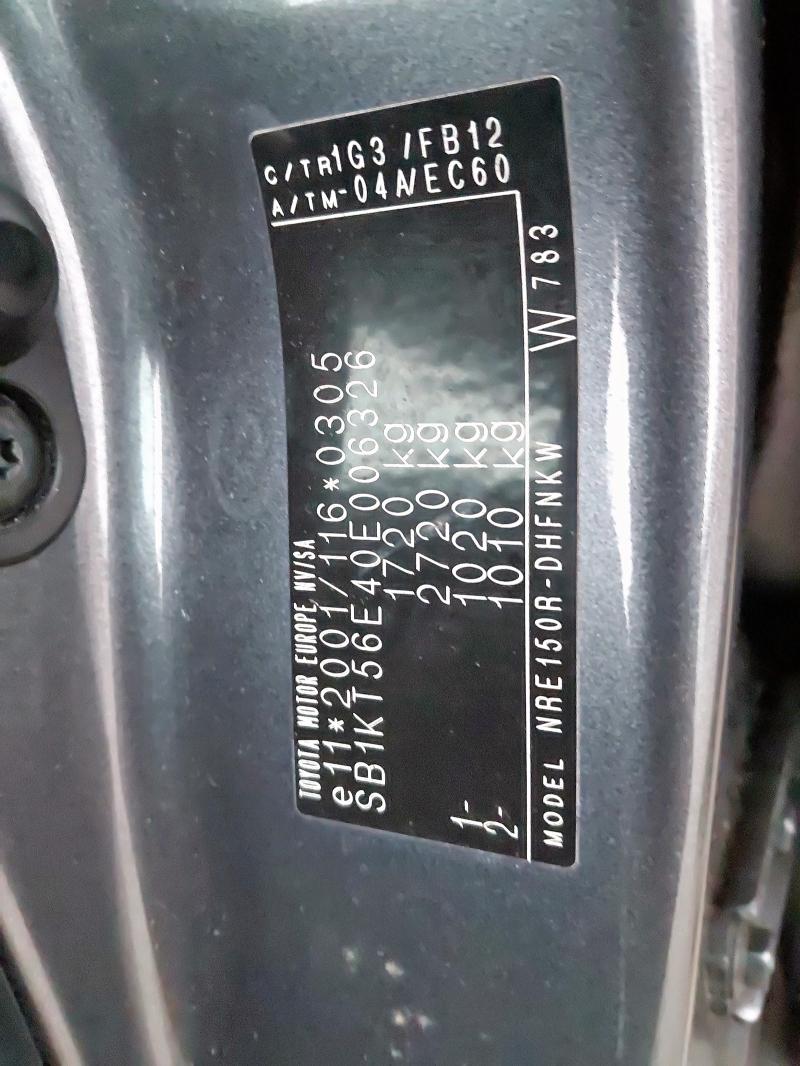 TOYOTA MOTOR EUROPE NV/SA
e11*2001/116*0305
SB1KT56E40E006326
1720 kg
2720 kg
1- 1020 kg
2- 1010 kg
MODEL NRE150R-DHFNKW W 783
C/TR 1G3 /FB12
A/TM -04A/EC60